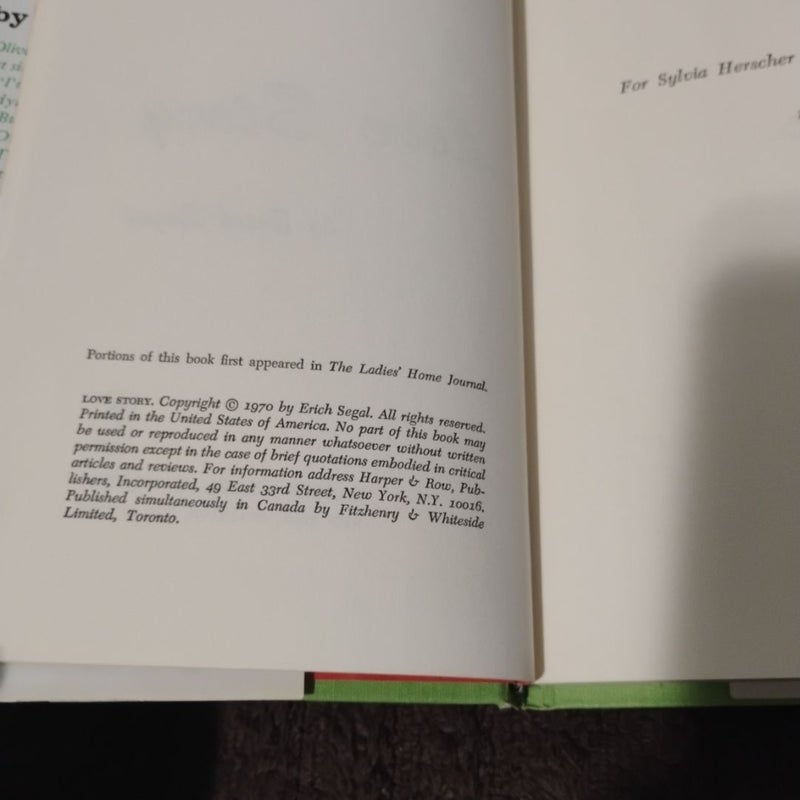 by
Portions of this book first appeared in The Ladies' Home Journal.
LOVE STORY. Copyright © 1970 by Erich Segal. All rights reserved.
Printed in the United States of America. No part of this book may
be used or reproduced in any manner whatsoever without written
permission except in the case of brief quotations embodied in critical
articles and reviews. For information address Harper & Row, Pub-
lishers, Incorporated, 49 East 33rd Street, New York, N.Y. 10016.
Published simultaneously in Canada by Fitzhenry & Whiteside
Limited, Toronto.
For Sylvia Herscher